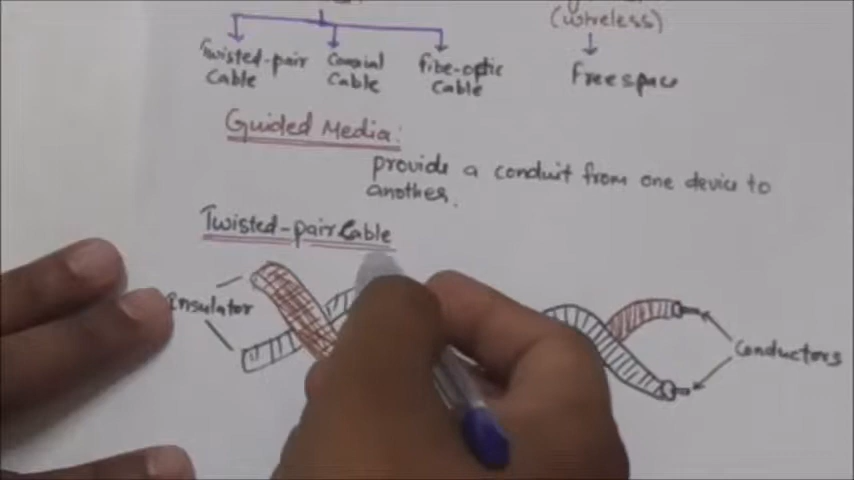 (wireless)
Twisted-pair Coaxial fibe-optic Freespace
Cable Cable cable
Guided Media:
provide a conduit from one device to
another.
Twisted-pair Cable
Insulator
Conductors